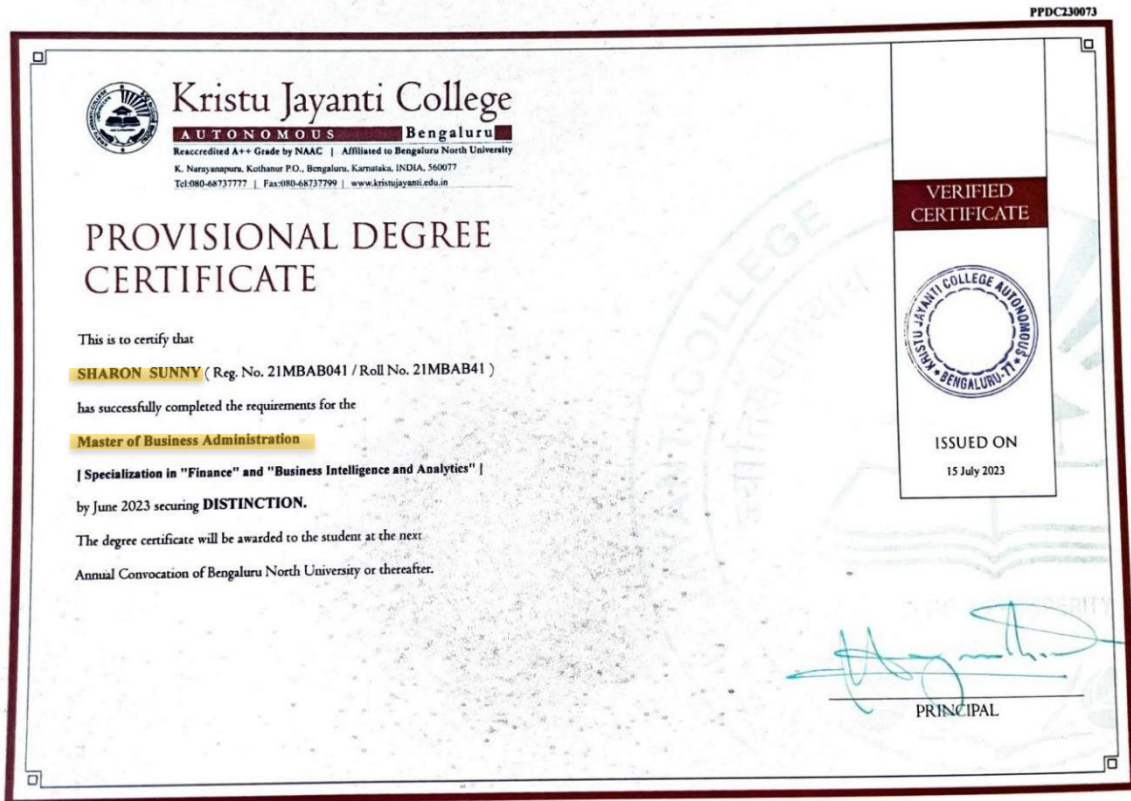 PPDC230073
Kristu Jayanti College
AUTONOMOUS Bengaluru
Reaccredited A++ Grade by NAAC | Affiliated to Bengaluru North University
K. Narayanapura, Kothanur P.O., Bengaluru, Karnataka, INDIA, 560077
Tel:080-68737777 | Fax:080-68737799 | www.kristujayanti.edu.in
PROVISIONAL DEGREE
CERTIFICATE
This is to certify that
SHARON SUNNY ( Reg. No. 21MBAB041 / Roll No. 21MBAB41 )
has successfully completed the requirements for the
Master of Business Administration
[ Specialization in "Finance" and "Business Intelligence and Analytics" ]
by June 2023 securing DISTINCTION.
The degree certificate will be awarded to the student at the next
Annual Convocation of Bengaluru North University or thereafter.
VERIFIED
CERTIFICATE
KRISTU JAYANTI COLLEGE AUTONOMOUS
BENGALURU-77
ISSUED ON
15 July 2023
PRINCIPAL